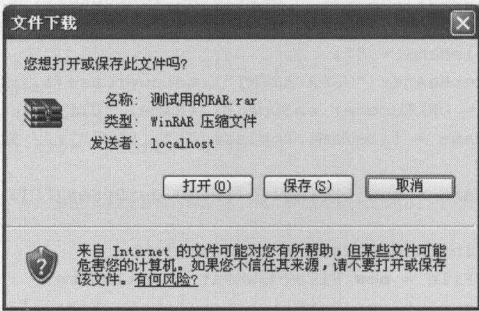 文件下载
您想打开或保存此文件吗?
名称: 测试用的RAR.rar
类型: WinRAR 压缩文件
发送者: localhost
打开(O) 保存(S) 取消
来自 Internet 的文件可能对您有所帮助，但某些文件可能
危害您的计算机。如果您不信任其来源，请不要打开或保存
该文件。有何风险?